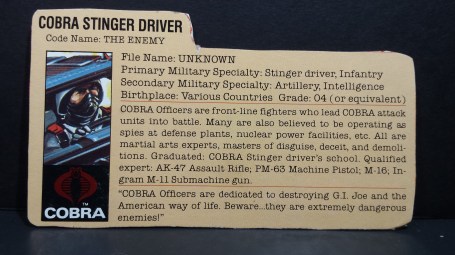 COBRA STINGER DRIVER
Code Name: THE ENEMY
File Name: UNKNOWN
Primary Military Specialty: Stinger driver, Infantry
Secondary Military Specialty: Artillery, Intelligence
Birthplace: Various Countries Grade: 04 (or equivalent)
COBRA Officers are front-line fighters who lead COBRA attack
units into battle. Many are also believed to be operating as
spies at defense plants, nuclear power facilities, etc. All are
martial arts experts, masters of disguise, deceit, and demoli-
tions. Graduated: COBRA Stinger driver's school. Qualified
expert: AK-47 Assault Rifle; PM-63 Machine Pistol; M-16; In-
gram M-11 Submachine gun.
"COBRA Officers are dedicated to destroying G.I. Joe and the
American way of life. Beware...they are extremely dangerous
enemies!"
TM
COBRA